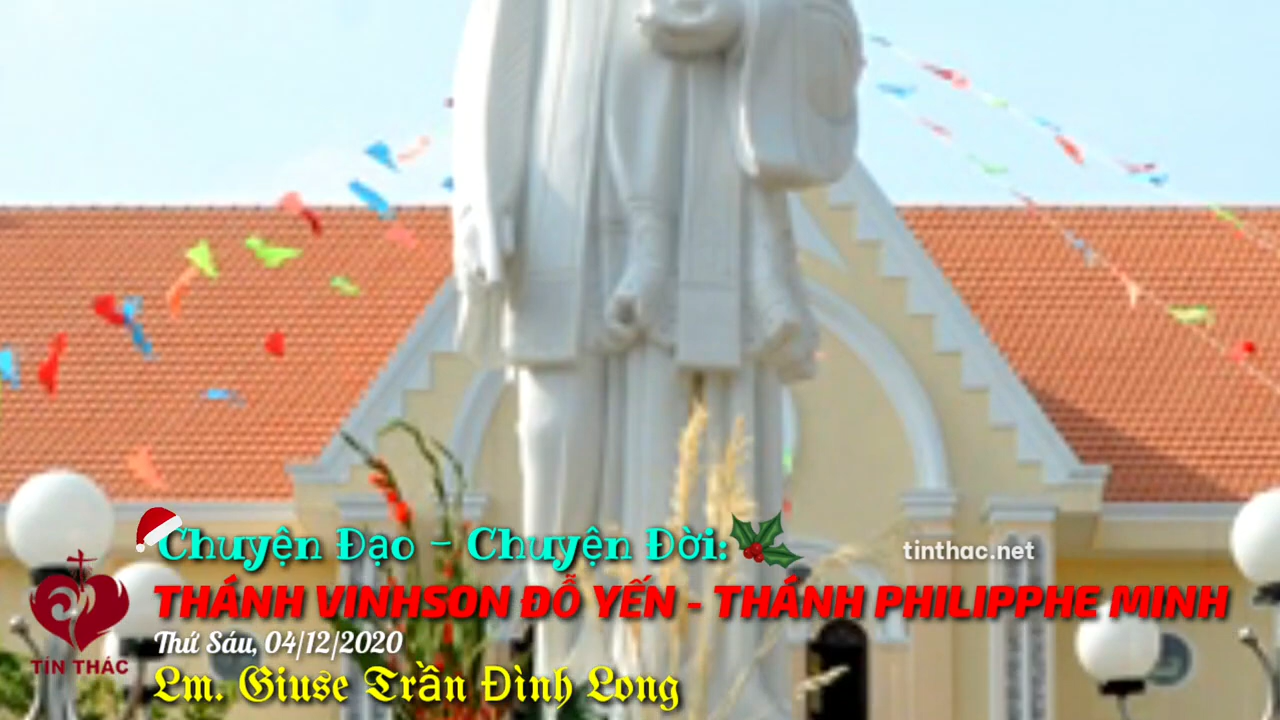 Chuyện Đạo - Chuyện Đời:
tinthac.net
THÁNH VINHSON ĐỖ YẾN - THÁNH PHILIPPHE MINH
Thứ Sáu, 04/12/2020
TÍN THÁC
Lm. Giuse Trần Đình Long